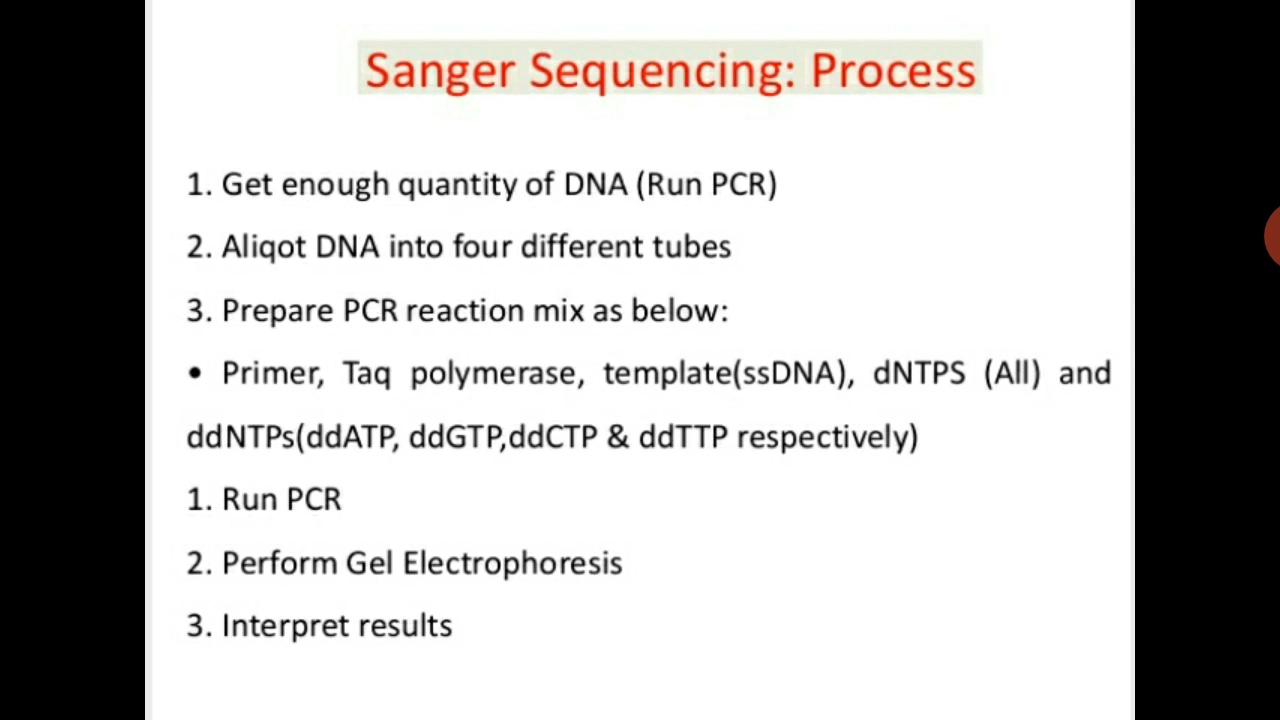 Sanger Sequencing: Process
1. Get enough quantity of DNA (Run PCR)
2. Aliqot DNA into four different tubes
3. Prepare PCR reaction mix as below:
• Primer, Taq polymerase, template(ssDNA), dNTPS (All) and
ddNTPs(ddATP, ddGTP,ddCTP & ddTTP respectively)
1. Run PCR
2. Perform Gel Electrophoresis
3. Interpret results